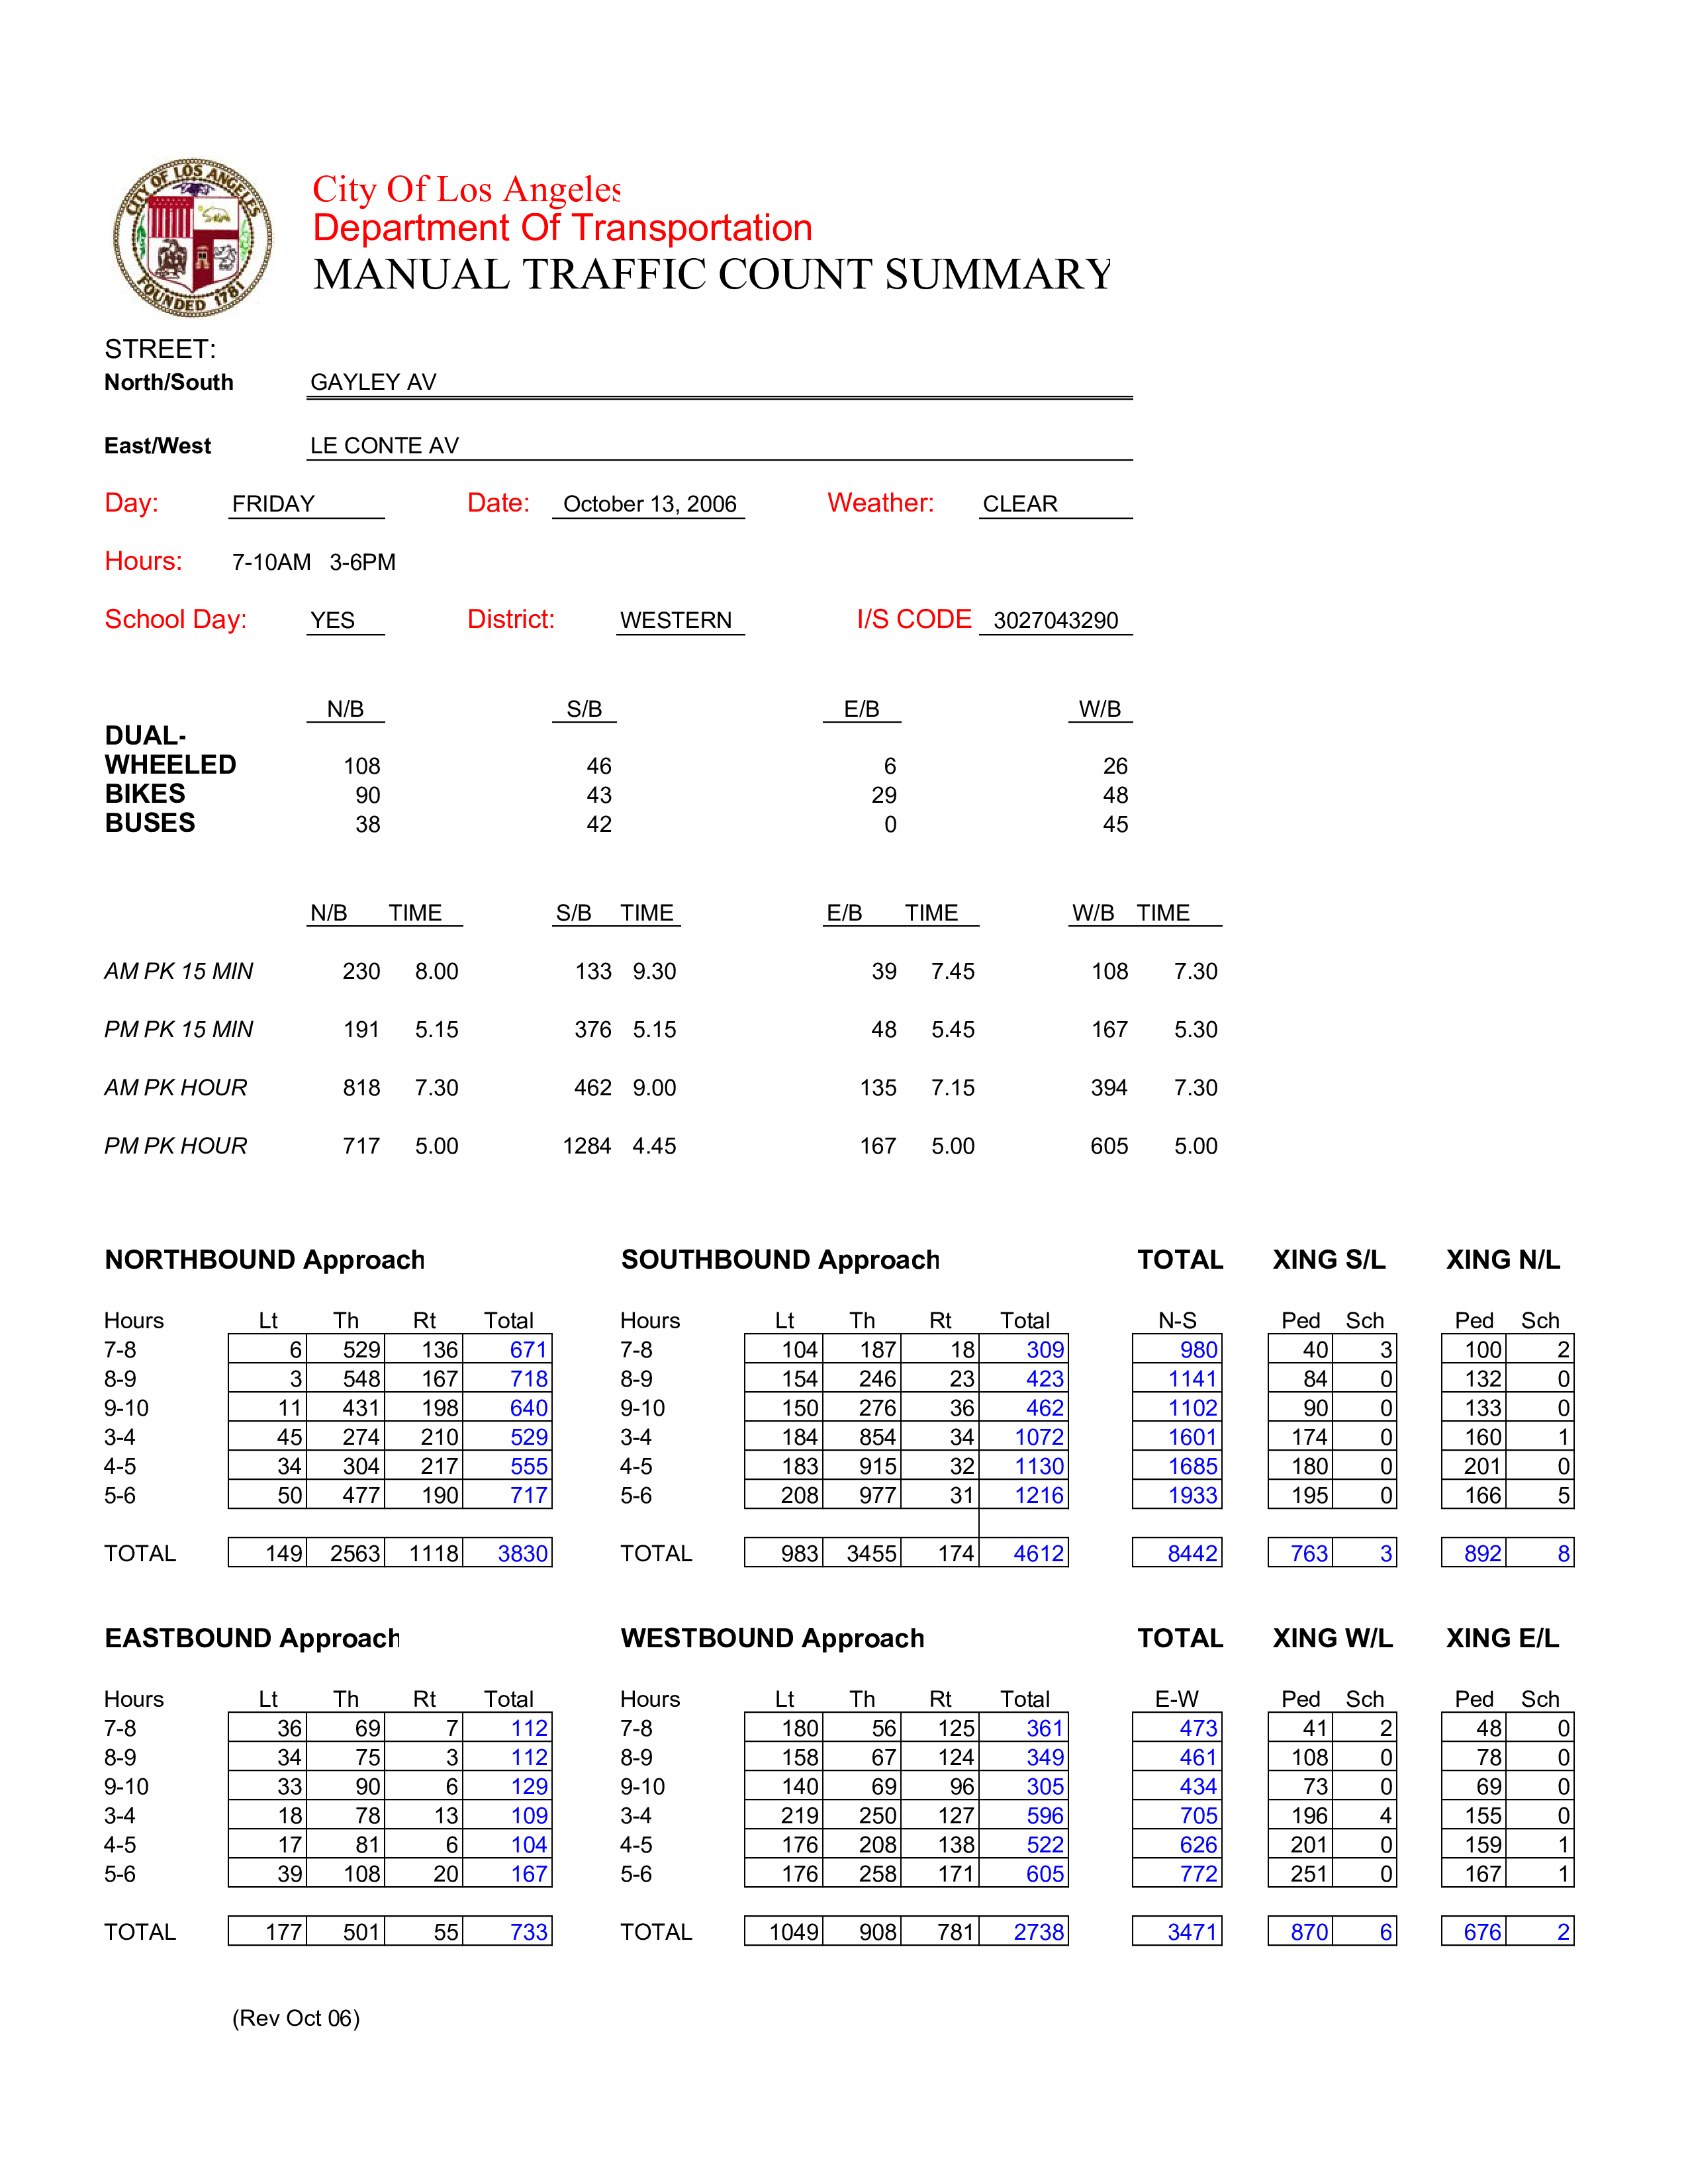 CITY OF LOS ANGELES
FOUNDED 1781
City Of Los Angeles
Department Of Transportation
MANUAL TRAFFIC COUNT SUMMARY
STREET:
North/South GAYLEY AV
East/West LE CONTE AV
Day: FRIDAY Date: October 13, 2006 Weather: CLEAR
Hours: 7-10AM 3-6PM
School Day: YES District: WESTERN I/S CODE 3027043290
N/B S/B E/B W/B
DUAL-
WHEELED 108 46 6 26
BIKES 90 43 29 48
BUSES 38 42 0 45
N/B TIME S/B TIME E/B TIME W/B TIME
AM PK 15 MIN 230 8.00 133 9.30 39 7.45 108 7.30
PM PK 15 MIN 191 5.15 376 5.15 48 5.45 167 5.30
AM PK HOUR 818 7.30 462 9.00 135 7.15 394 7.30
PM PK HOUR 717 5.00 1284 4.45 167 5.00 605 5.00
NORTHBOUND Approach SOUTHBOUND Approach TOTAL XING S/L XING N/L
Hours Lt Th Rt Total Hours Lt Th Rt Total N-S Ped Sch Ped Sch
7-8 6 529 136 671 7-8 104 187 18 309 980 40 3 100 2
8-9 3 548 167 718 8-9 154 246 23 423 1141 84 0 132 0
9-10 11 431 198 640 9-10 150 276 36 462 1102 90 0 133 0
3-4 45 274 210 529 3-4 184 854 34 1072 1601 174 0 160 1
4-5 34 304 217 555 4-5 183 915 32 1130 1685 180 0 201 0
5-6 50 477 190 717 5-6 208 977 31 1216 1933 195 0 166 5
TOTAL 149 2563 1118 3830 TOTAL 983 3455 174 4612 8442 763 3 892 8
EASTBOUND Approach WESTBOUND Approach TOTAL XING W/L XING E/L
Hours Lt Th Rt Total Hours Lt Th Rt Total E-W Ped Sch Ped Sch
7-8 36 69 7 112 7-8 180 56 125 361 473 41 2 48 0
8-9 34 75 3 112 8-9 158 67 124 349 461 108 0 78 0
9-10 33 90 6 129 9-10 140 69 96 305 434 73 0 69 0
3-4 18 78 13 109 3-4 219 250 127 596 705 196 4 155 0
4-5 17 81 6 104 4-5 176 208 138 522 626 201 0 159 1
5-6 39 108 20 167 5-6 176 258 171 605 772 251 0 167 1
TOTAL 177 501 55 733 TOTAL 1049 908 781 2738 3471 870 6 676 2
(Rev Oct 06)